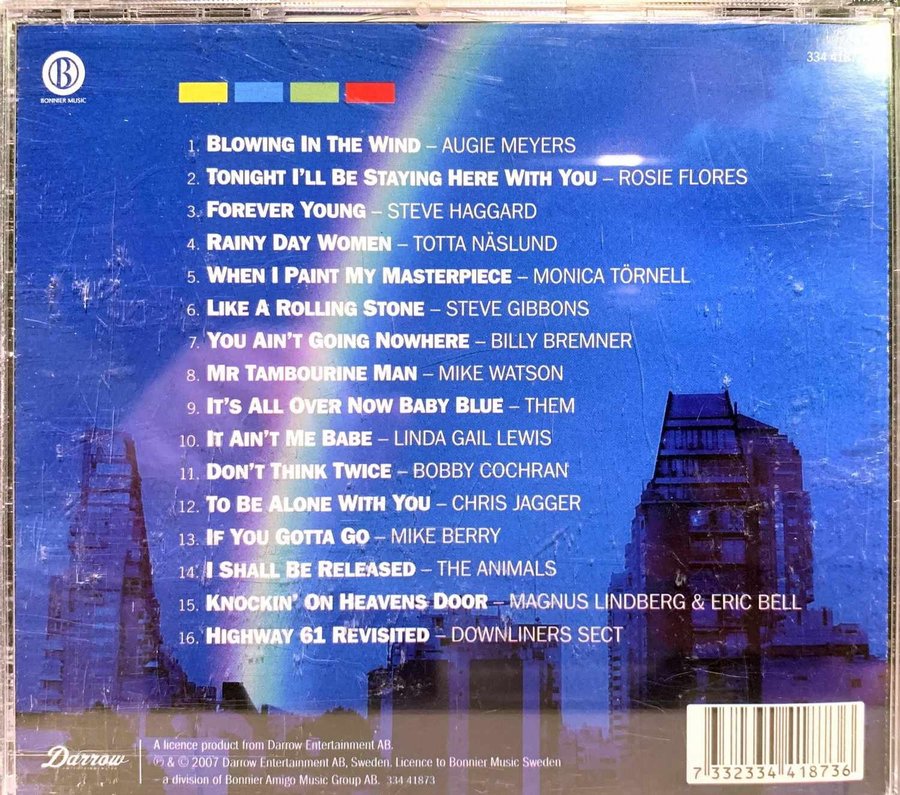 B
BONNIER MUSIC
334 418
1. BLOWING IN THE WIND – AUGIE MEYERS
2. TONIGHT I'LL BE STAYING HERE WITH YOU – ROSIE FLORES
3. FOREVER YOUNG – STEVE HAGGARD
4. RAINY DAY WOMEN – TOTTA NÄSLUND
5. WHEN I PAINT MY MASTERPIECE – MONICA TÖRNELL
6. LIKE A ROLLING STONE – STEVE GIBBONS
7. YOU AIN'T GOING NOWHERE – BILLY BREMNER
8. MR TAMBOURINE MAN – MIKE WATSON
9. IT'S ALL OVER NOW BABY BLUE – THEM
10. IT AIN'T ME BABE – LINDA GAIL LEWIS
11. DON'T THINK TWICE – BOBBY COCHRAN
12. TO BE ALONE WITH YOU – CHRIS JAGGER
13. IF YOU GOTTA GO – MIKE BERRY
14. I SHALL BE RELEASED – THE ANIMALS
15. KNOCKIN' ON HEAVENS DOOR – MAGNUS LINDBERG & ERIC BELL
16. HIGHWAY 61 REVISITED – DOWNLINERS SECT
Darrow
ENTERTAINMENT AB
A licence product from Darrow Entertainment AB.
℗ & © 2007 Darrow Entertainment AB, Sweden. Licence to Bonnier Music Sweden
- a division of Bonnier Amigo Music Group AB. 334 41873
7 332334 418736